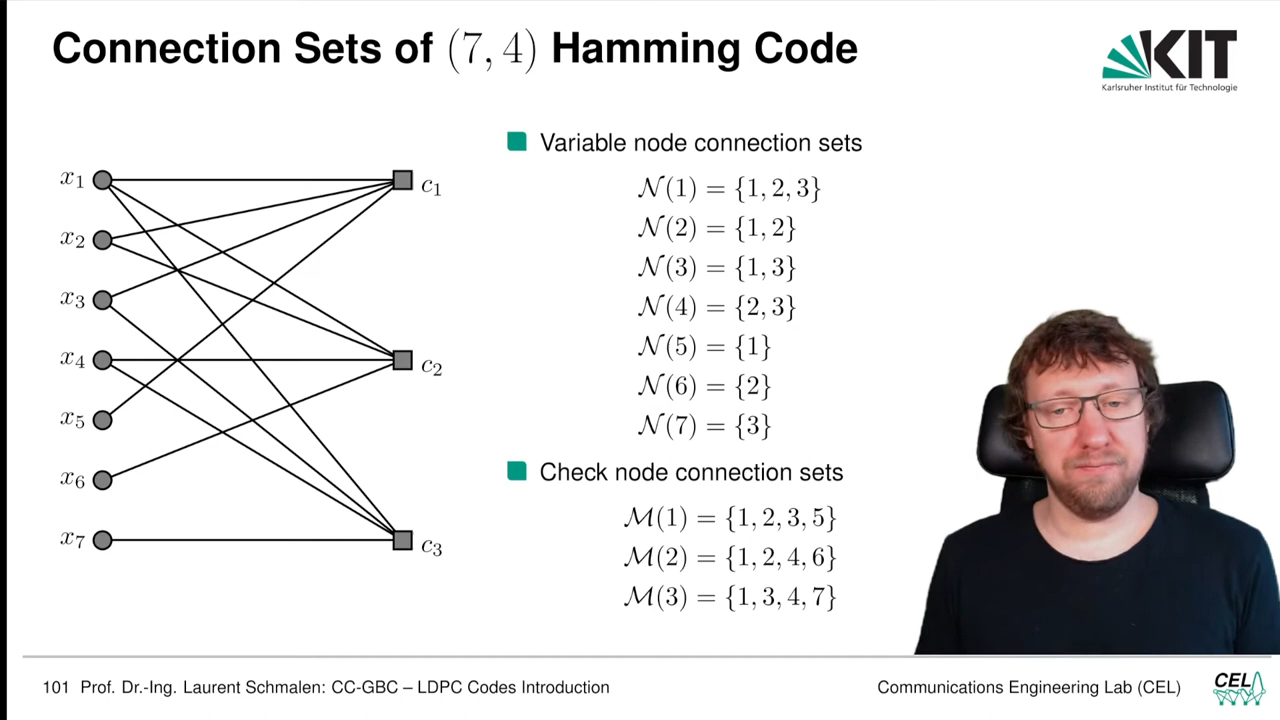 Connection Sets of (7, 4) Hamming Code
KIT
Karlsruher Institut für Technologie
x₁
x₂
x₃
x₄
x₅
x₆
x₇
c₁
c₂
c₃
Variable node connection sets
𝒩(1) = {1, 2, 3}
𝒩(2) = {1, 2}
𝒩(3) = {1, 3}
𝒩(4) = {2, 3}
𝒩(5) = {1}
𝒩(6) = {2}
𝒩(7) = {3}
Check node connection sets
ℳ(1) = {1, 2, 3, 5}
ℳ(2) = {1, 2, 4, 6}
ℳ(3) = {1, 3, 4, 7}
101 Prof. Dr.-Ing. Laurent Schmalen: CC-GBC – LDPC Codes Introduction
Communications Engineering Lab (CEL)
CEL